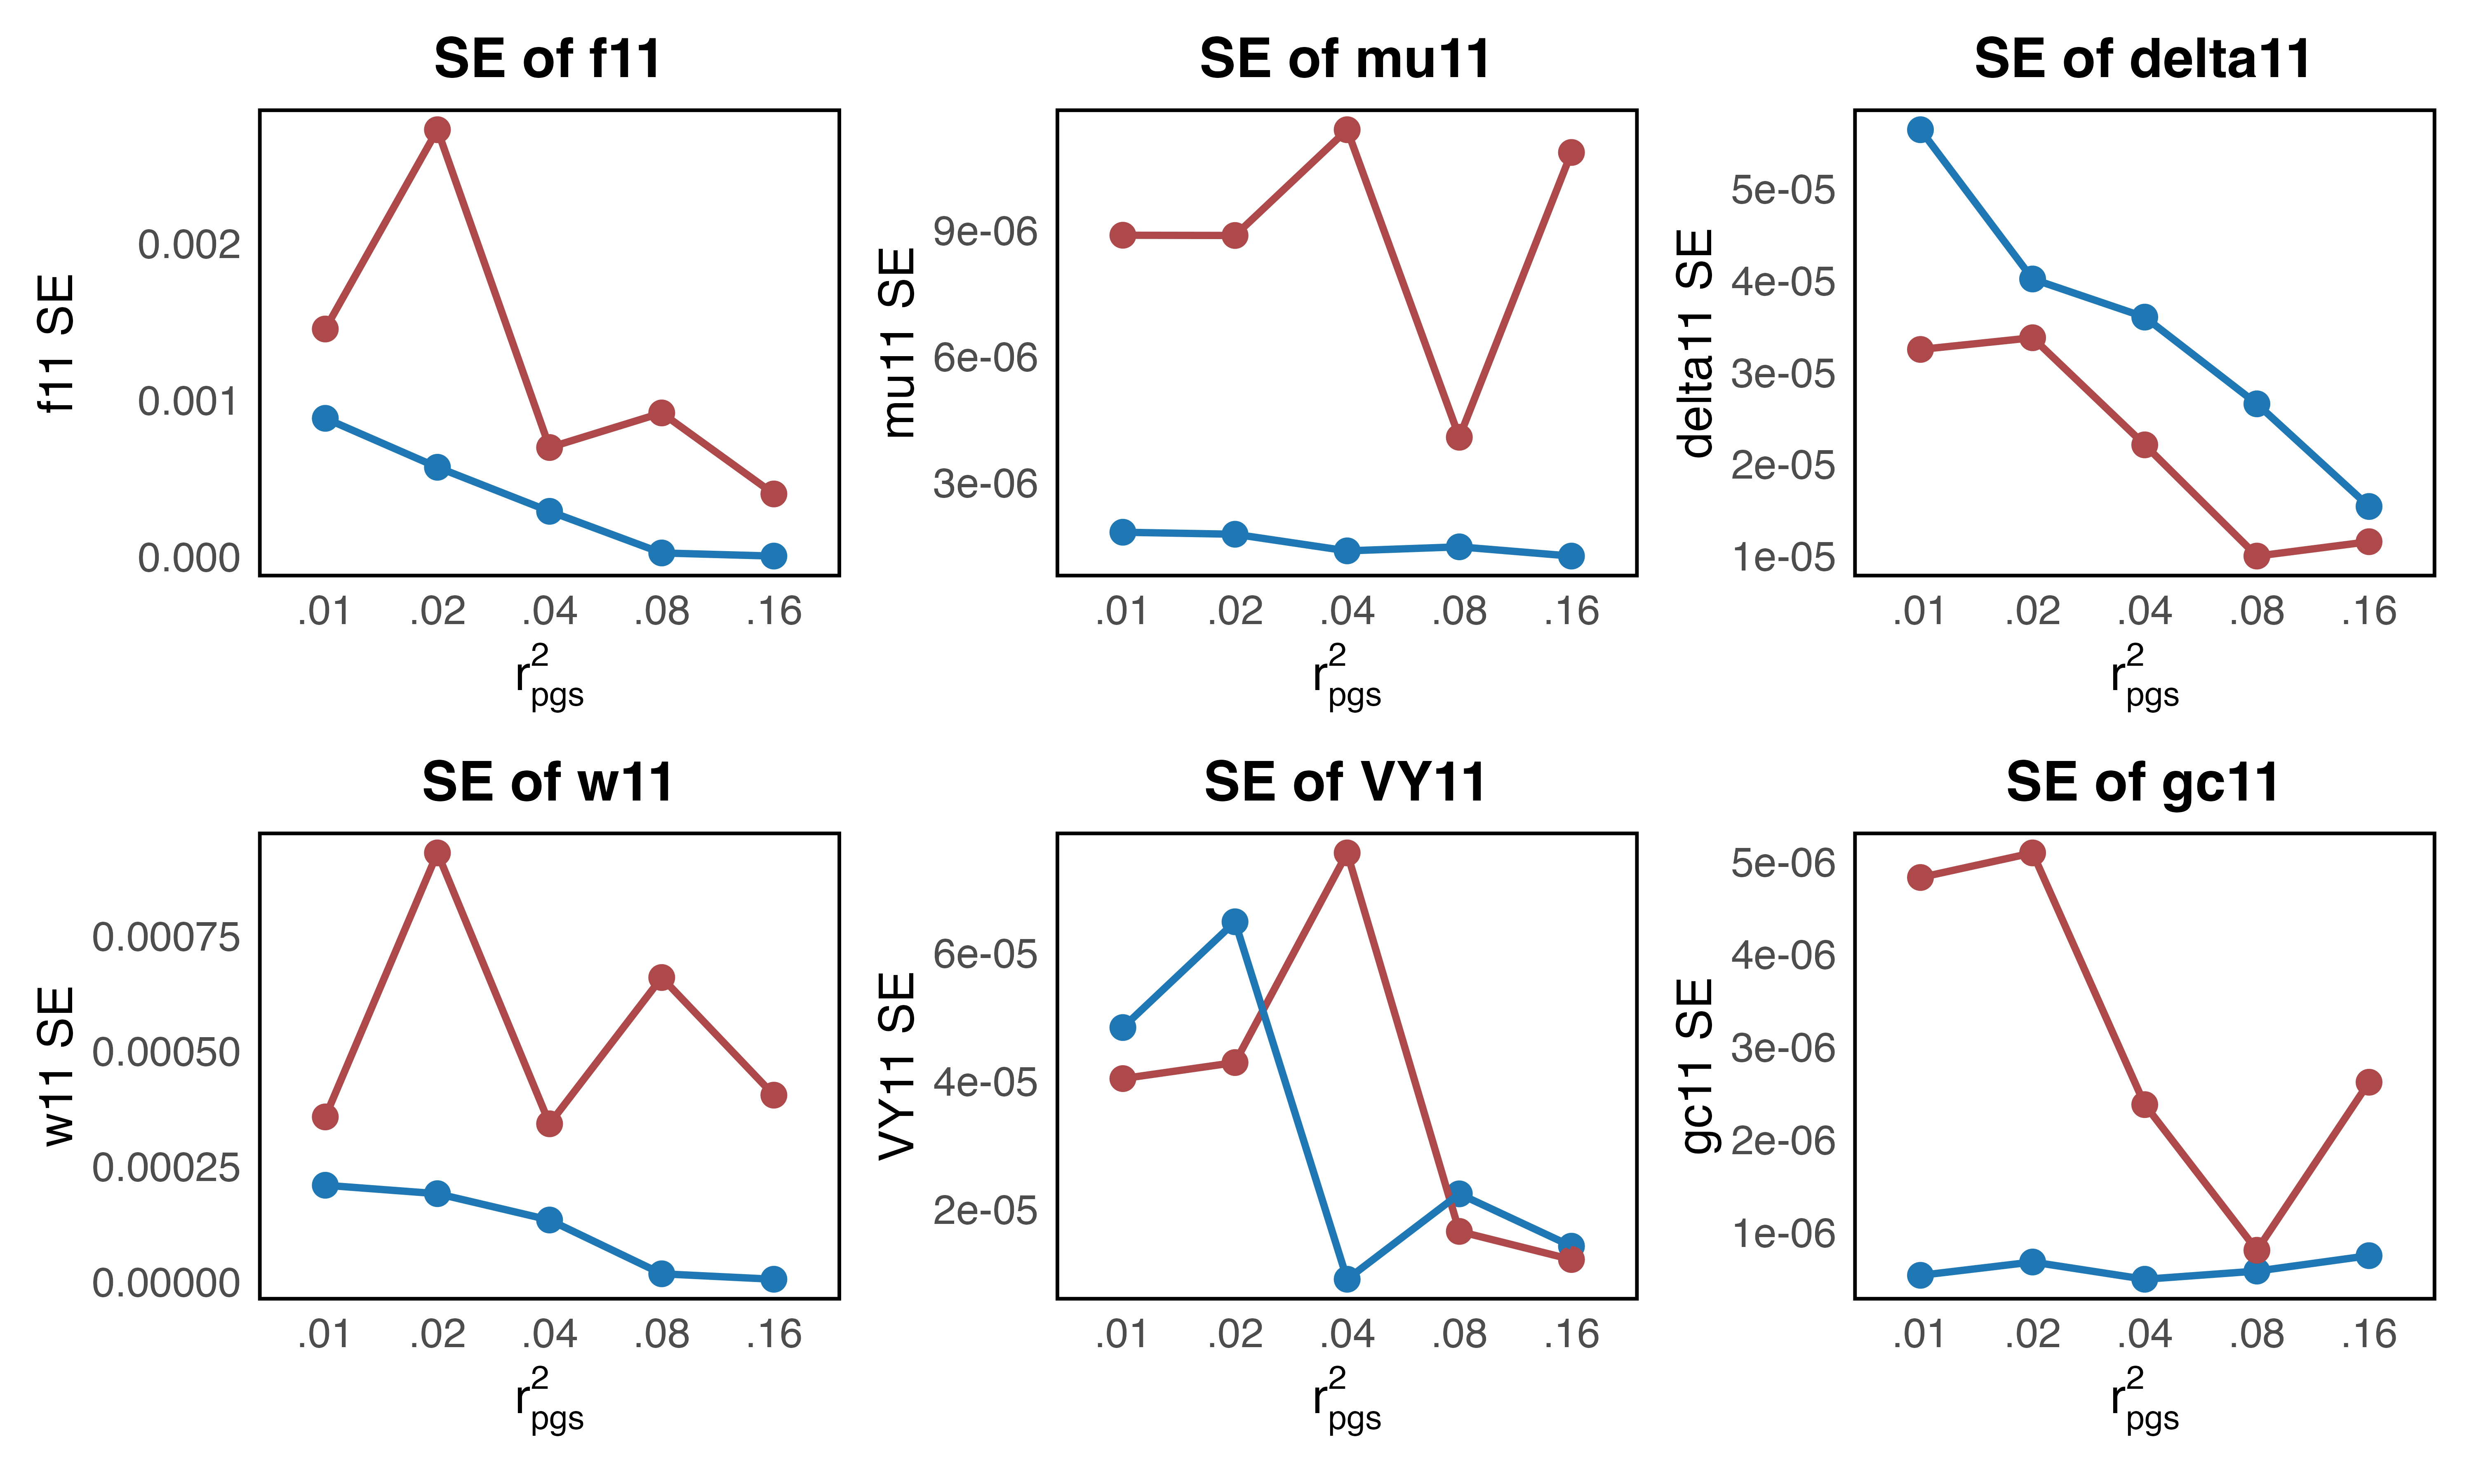 SE of f11
f11 SE
0.002
0.001
0.000
.01 .02 .04 .08 .16
r²pgs
SE of mu11
mu11 SE
9e-06
6e-06
3e-06
.01 .02 .04 .08 .16
r²pgs
SE of delta11
delta11 SE
5e-05
4e-05
3e-05
2e-05
1e-05
.01 .02 .04 .08 .16
r²pgs
SE of w11
w11 SE
0.00075
0.00050
0.00025
0.00000
.01 .02 .04 .08 .16
r²pgs
SE of VY11
VY11 SE
6e-05
4e-05
2e-05
.01 .02 .04 .08 .16
r²pgs
SE of gc11
gc11 SE
5e-06
4e-06
3e-06
2e-06
1e-06
.01 .02 .04 .08 .16
r²pgs